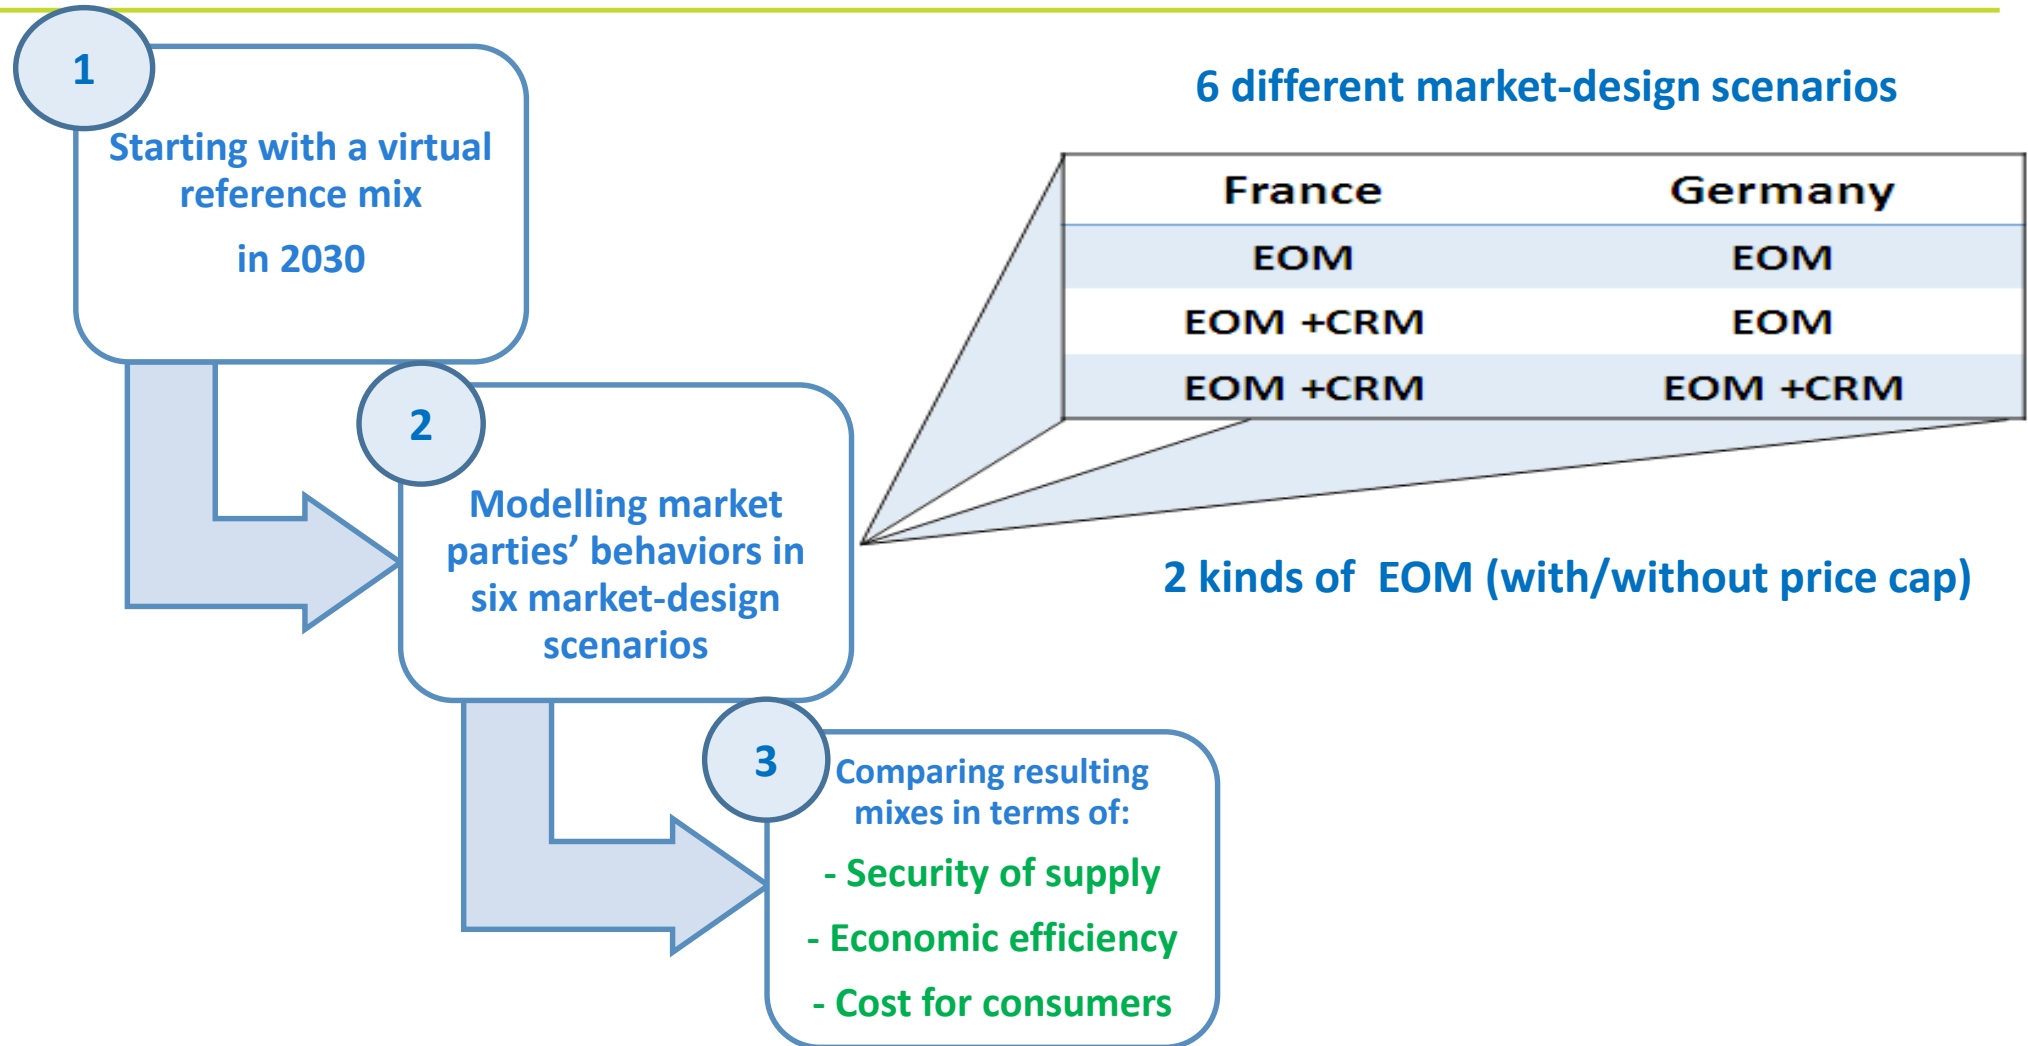 1
Starting with a virtual
reference mix
in 2030
2
Modelling market
parties’ behaviors in
six market-design
scenarios
3
Comparing resulting
mixes in terms of:
- Security of supply
- Economic efficiency
- Cost for consumers
6 different market-design scenarios
France Germany
EOM EOM
EOM +CRM EOM
EOM +CRM EOM +CRM
2 kinds of EOM (with/without price cap)